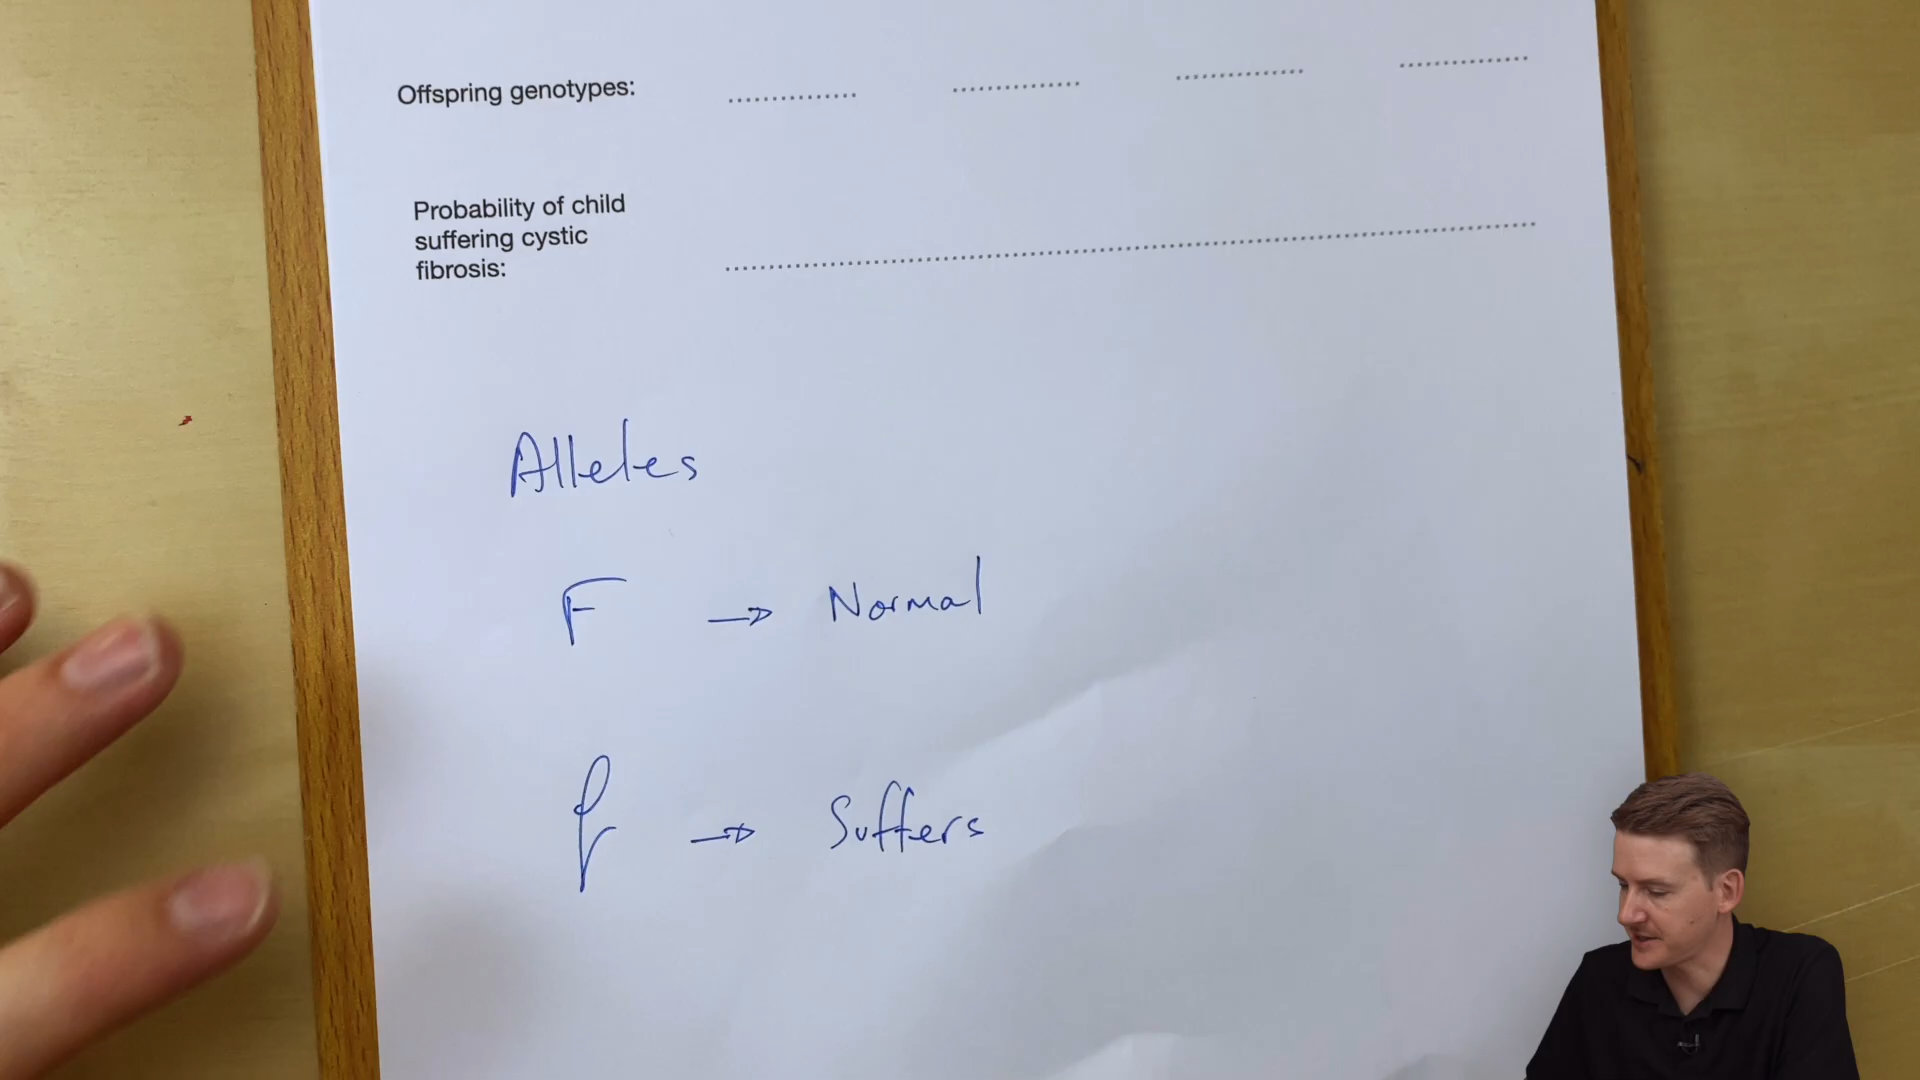 Offspring genotypes: ............... ............... ............... ...............
Probability of child
suffering cystic
fibrosis: ....................................................................................................
Alleles
F → Normal
f → Suffers